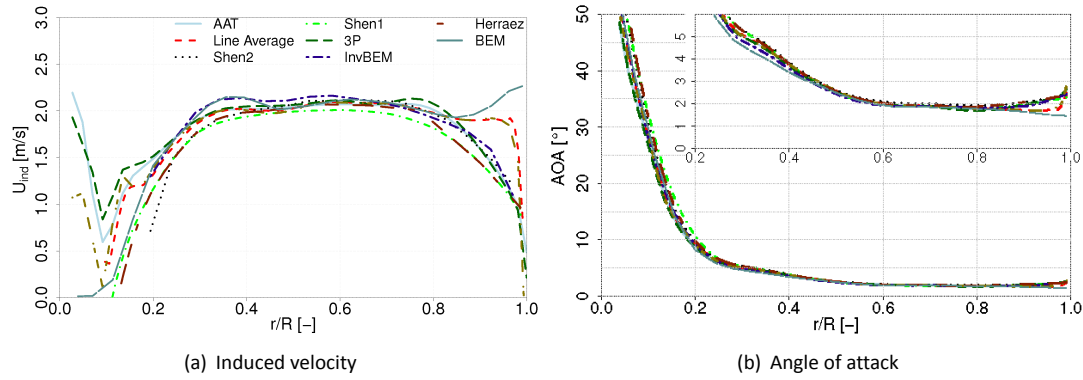 AAT
Line Average
Shen2
Shen1
3P
InvBEM
Herraez
BEM
U_ind [m/s]
3.0
2.5
2.0
1.5
1.0
0.5
0.0
0.0 0.2 0.4 0.6 0.8 1.0
r/R [−]
(a) Induced velocity
AOA [°]
50
40
30
20
10
0
5
4
3
2
1
0
0.2 0.4 0.6 0.8 1.0
0.0 0.2 0.4 0.6 0.8 1.0
r/R [−]
(b) Angle of attack